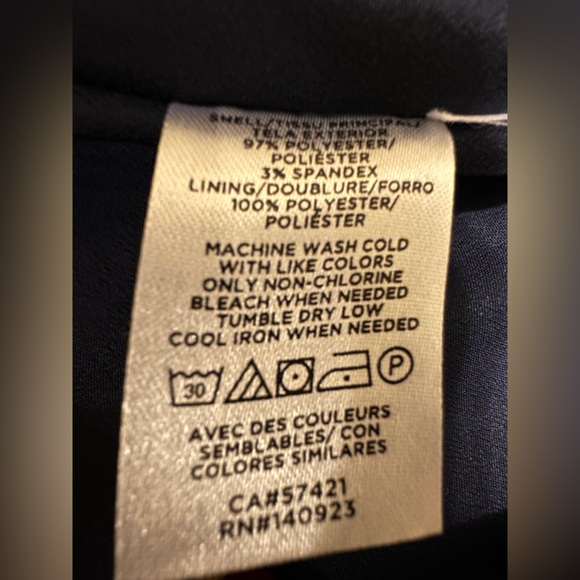 SHELL/TISSU PRINCIPAL/
TELA EXTERIOR
97% POLYESTER/
POLIÉSTER
3% SPANDEX
LINING/DOUBLURE/FORRO
100% POLYESTER/
POLIÉSTER
MACHINE WASH COLD
WITH LIKE COLORS
ONLY NON-CHLORINE
BLEACH WHEN NEEDED
TUMBLE DRY LOW
COOL IRON WHEN NEEDED
30 P
AVEC DES COULEURS
SEMBLABLES/ CON
COLORES SIMILARES
CA#57421
RN#140923